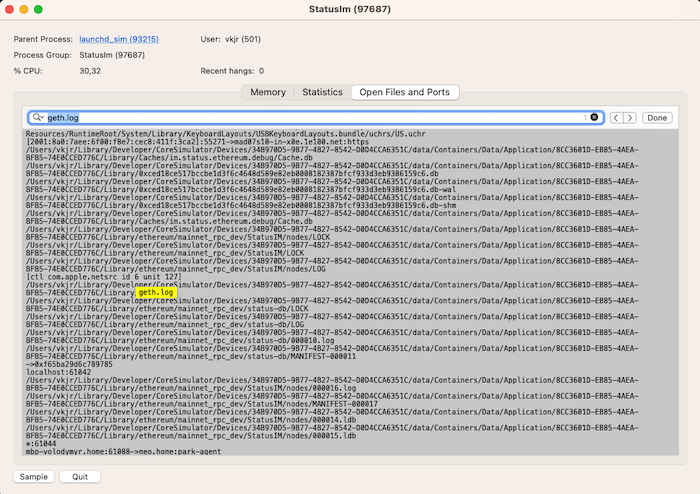 StatusIm (97687)
Parent Process: launchd_sim (93215) User: vkjr (501)
Process Group: StatusIm (97687)
% CPU: 30,32 Recent hangs: 0
Memory Statistics Open Files and Ports
geth.log 1 Done
Resources/RuntimeRoot/System/Library/KeyboardLayouts/USBKeyboardLayouts.bundle/uchrs/US.uchr
[2001:8a0:7aee:6f00:f8e7:cec8:411f:3ca2]:55271->mad07s10-in-x0e.1e100.net:https
/Users/vkjr/Library/Developer/CoreSimulator/Devices/34B970D5-9B77-4B27-8542-D0D4CCA6351C/data/Containers/Data/Application/8CC3601D-EB85-4AEA-
BFB5-74E0CCED776C/Library/Caches/im.status.ethereum.debug/Cache.db
/Users/vkjr/Library/Developer/CoreSimulator/Devices/34B970D5-9B77-4B27-8542-D0D4CCA6351C/data/Containers/Data/Application/8CC3601D-EB85-4AEA-
BFB5-74E0CCED776C/Library/0xced18ce517bccbe1d3f6c4648d589e82eb0008182387bfcf933d3eb9386159c6.db
/Users/vkjr/Library/Developer/CoreSimulator/Devices/34B970D5-9B77-4B27-8542-D0D4CCA6351C/data/Containers/Data/Application/8CC3601D-EB85-4AEA-
BFB5-74E0CCED776C/Library/0xced18ce517bccbe1d3f6c4648d589e82eb0008182387bfcf933d3eb9386159c6.db-wal
/Users/vkjr/Library/Developer/CoreSimulator/Devices/34B970D5-9B77-4B27-8542-D0D4CCA6351C/data/Containers/Data/Application/8CC3601D-EB85-4AEA-
BFB5-74E0CCED776C/Library/0xced18ce517bccbe1d3f6c4648d589e82eb0008182387bfcf933d3eb9386159c6.db-shm
/Users/vkjr/Library/Developer/CoreSimulator/Devices/34B970D5-9B77-4B27-8542-D0D4CCA6351C/data/Containers/Data/Application/8CC3601D-EB85-4AEA-
BFB5-74E0CCED776C/Library/Caches/im.status.ethereum.debug/Cache.db
/Users/vkjr/Library/Developer/CoreSimulator/Devices/34B970D5-9B77-4B27-8542-D0D4CCA6351C/data/Containers/Data/Application/8CC3601D-EB85-4AEA-
BFB5-74E0CCED776C/Library/ethereum/mainnet_rpc_dev/StatusIM/nodes/LOCK
/Users/vkjr/Library/Developer/CoreSimulator/Devices/34B970D5-9B77-4B27-8542-D0D4CCA6351C/data/Containers/Data/Application/8CC3601D-EB85-4AEA-
BFB5-74E0CCED776C/Library/ethereum/mainnet_rpc_dev/StatusIM/LOCK
/Users/vkjr/Library/Developer/CoreSimulator/Devices/34B970D5-9B77-4B27-8542-D0D4CCA6351C/data/Containers/Data/Application/8CC3601D-EB85-4AEA-
BFB5-74E0CCED776C/Library/ethereum/mainnet_rpc_dev/StatusIM/nodes/LOG
[ctl com.apple.netsrc id 6 unit 127]
/Users/vkjr/Library/Developer/CoreSimulator/Devices/34B970D5-9B77-4B27-8542-D0D4CCA6351C/data/Containers/Data/Application/8CC3601D-EB85-4AEA-
BFB5-74E0CCED776C/Library/geth.log
/Users/vkjr/Library/Developer/CoreSimulator/Devices/34B970D5-9B77-4B27-8542-D0D4CCA6351C/data/Containers/Data/Application/8CC3601D-EB85-4AEA-
BFB5-74E0CCED776C/Library/ethereum/mainnet_rpc_dev/status-db/LOCK
/Users/vkjr/Library/Developer/CoreSimulator/Devices/34B970D5-9B77-4B27-8542-D0D4CCA6351C/data/Containers/Data/Application/8CC3601D-EB85-4AEA-
BFB5-74E0CCED776C/Library/ethereum/mainnet_rpc_dev/status-db/LOG
/Users/vkjr/Library/Developer/CoreSimulator/Devices/34B970D5-9B77-4B27-8542-D0D4CCA6351C/data/Containers/Data/Application/8CC3601D-EB85-4AEA-
BFB5-74E0CCED776C/Library/ethereum/mainnet_rpc_dev/status-db/000010.log
/Users/vkjr/Library/Developer/CoreSimulator/Devices/34B970D5-9B77-4B27-8542-D0D4CCA6351C/data/Containers/Data/Application/8CC3601D-EB85-4AEA-
BFB5-74E0CCED776C/Library/ethereum/mainnet_rpc_dev/status-db/MANIFEST-000011
->0xf65ba29d6c789785
localhost:61042
/Users/vkjr/Library/Developer/CoreSimulator/Devices/34B970D5-9B77-4B27-8542-D0D4CCA6351C/data/Containers/Data/Application/8CC3601D-EB85-4AEA-
BFB5-74E0CCED776C/Library/ethereum/mainnet_rpc_dev/StatusIM/nodes/000016.log
/Users/vkjr/Library/Developer/CoreSimulator/Devices/34B970D5-9B77-4B27-8542-D0D4CCA6351C/data/Containers/Data/Application/8CC3601D-EB85-4AEA-
BFB5-74E0CCED776C/Library/ethereum/mainnet_rpc_dev/StatusIM/nodes/MANIFEST-000017
/Users/vkjr/Library/Developer/CoreSimulator/Devices/34B970D5-9B77-4B27-8542-D0D4CCA6351C/data/Containers/Data/Application/8CC3601D-EB85-4AEA-
BFB5-74E0CCED776C/Library/ethereum/mainnet_rpc_dev/StatusIM/nodes/000014.ldb
/Users/vkjr/Library/Developer/CoreSimulator/Devices/34B970D5-9B77-4B27-8542-D0D4CCA6351C/data/Containers/Data/Application/8CC3601D-EB85-4AEA-
BFB5-74E0CCED776C/Library/ethereum/mainnet_rpc_dev/StatusIM/nodes/000015.ldb
*:61044
mbp-volodymyr.home:61088->meo.home:park-agent
Sample Quit